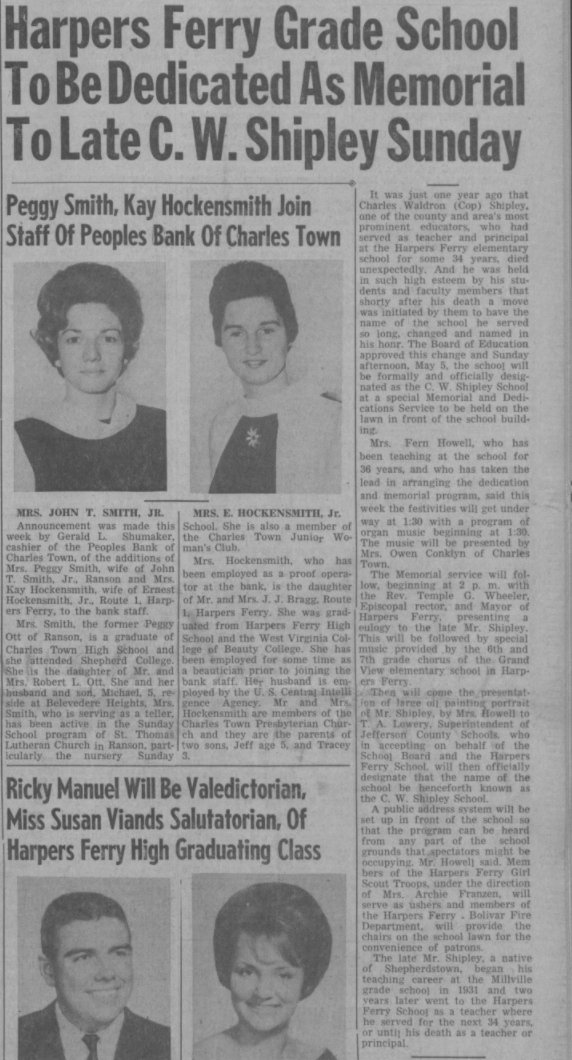 Harpers Ferry Grade School
To Be Dedicated As Memorial
To Late C. W. Shipley Sunday
Peggy Smith, Kay Hockensmith Join
Staff Of Peoples Bank Of Charles Town
MRS. JOHN T. SMITH, JR.
Announcement was made this
week by Gerald L. Shumaker,
cashier of the Peoples Bank of
Charles Town, of the additions of
Mrs. Peggy Smith, wife of John
T. Smith, Jr., Ranson and Mrs.
Kay Hockensmith, wife of Ernest
Hockensmith, Jr., Route 1, Harp-
ers Ferry, to the bank staff.
Mrs. Smith, the former Peggy
Ott of Ranson, is a graduate of
Charles Town High School and
she attended Shepherd College.
She is the daughter of Mr. and
Mrs. Robert L. Ott. She and her
husband and son, Michael, 5, re-
side at Belevedere Heights. Mrs.
Smith, who is serving as a teller,
has been active in the Sunday
School program of St. Thomas
Lutheran Church in Ranson, part-
icularly the nursery Sunday
MRS. E. HOCKENSMITH, Jr.
School. She is also a member of
the Charles Town Junior Wo-
man's Club.
Mrs. Hockensmith, who has
been employed as a proof opera-
tor at the bank, is the daughter
of Mr. and Mrs. J. J. Bragg, Route
Harpers Ferry. She was grad-
uated from Harpers Ferry High
School and the West Virginia Col-
lege of Beauty College. She has
been employed for some time as
a beautician prior to joining the
bank staff. Her husband is em-
ployed by the U. S. Central Intelli
gence Agency. Mr and Mrs.
Hockensmith are members of the
Charles Town Presbyterian Chur-
ch and they are the parents of
two sons, Jeff age 5, and Tracey
3.
Ricky Manuel Will Be Valedictorian,
Miss Susan Viands Salutatorian, Of
Harpers Ferry High Graduating Class
It was just one year ago that
Charles Waldron (Cop) Shipley,
one of the county and area's most
prominent educators, who had
served as teacher and principal
at the Harpers Ferry elementary
school for some 34 years, died
unexpectedly. And he was held
in such high esteem by his stu-
dents and faculty members that
shorty after his death a move
was initiated by them to have the
name of the school he served
so long, changed and named in
his honr. The Board of Education
approved this change and Sunday
afternoon, May 5, the school will
be formally and officially desig-
nated as the C. W. Shipley School
at a special Memorial and Dedi-
cations Service to be held on the
lawn in front of the school build-
ing.
Mrs. Fern Howell, who has
been teaching at the school for
36 years, and who has taken the
lead in arranging the dedication
and memorial program, said this
week the festivities will get under
way at 1:30 with a program of
organ music beginning at 1:30.
The music will be presented by
Mrs. Owen Conklyn of Charles
Town.
The Memorial service will fol-
low, beginning at 2 p. m. with
the Rev. Temple G. Wheeler,
Episcopal rector, and Mayor of
Harpers Ferry, presenting a
eulogy to the late Mr. Shipley.
This will be followed by special
music provided by the 6th and
7th grade chorus of the Grand
View elementary school in Harp-
ers Ferry.
Then will come the presentat-
ion of large oil painting portrait
of Mr. Shipley, by Mrs. Howell to
T. A. Lowery, Superintendent of
Jefferson County Schools, who
in accepting on behalf of the
School Board and the Harpers
Ferry School, will then officially
designate that the name of the
school be henceforth known as
the C. W. Shipley School.
A public address system will be
set up in front of the school so
that the program can be heard
from any part of the school
grounds that spectators might be
occupying, Mr. Howell said. Mem
bers of the Harpers Ferry Girl
Scout Troops, under the direction
of Mrs. Archie Franzen, will
serve as ushers and members of
the Harpers Ferry - Bolivar Fire
Department, will provide the
chairs on the school lawn for the
convenience of patrons.
The late Mr. Shipley, a native
of Shepherdstown, began his
teaching career at the Millville
grade school in 1931 and two
years later went to the Harpers
Ferry School as a teacher where
he served for the next 34 years,
or until his death as a teacher or
principal.